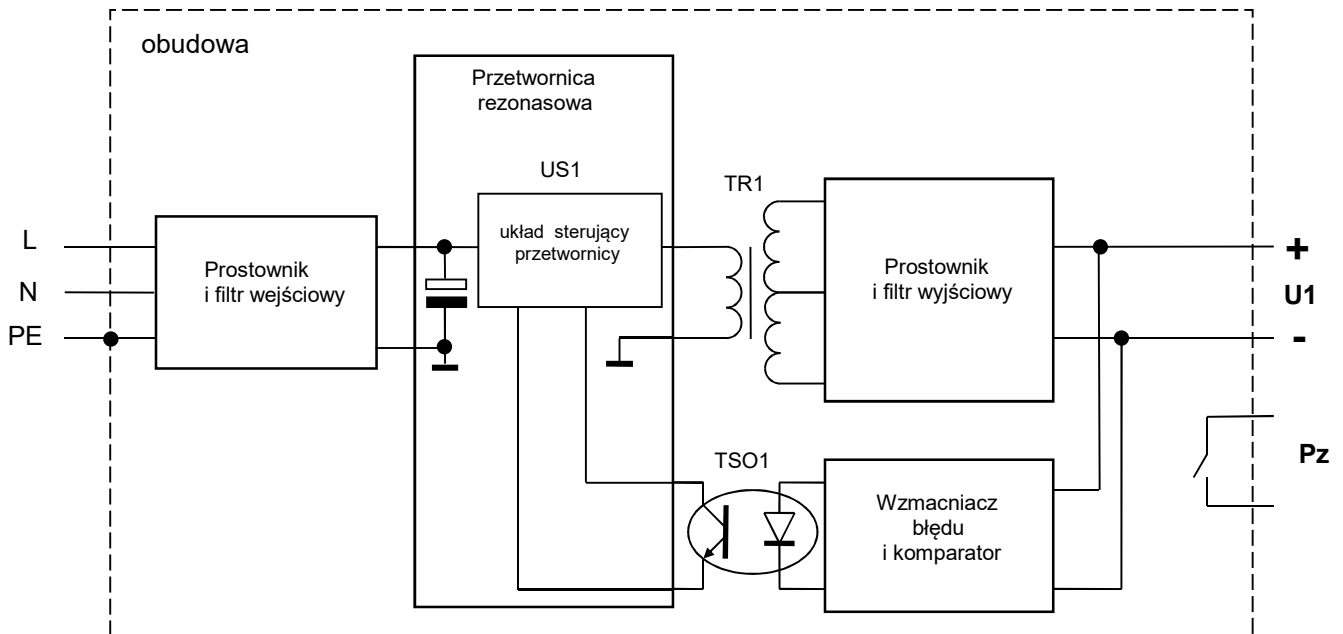 obudowa
Przetwornica
rezonasowa
US1
układ sterujący
przetwornicy
TR1
L
N
PE
Prostownik
i filtr wejściowy
Prostownik
i filtr wyjściowy
+
U1
-
TSO1
Wzmacniacz
błędu
i komparator
Pz